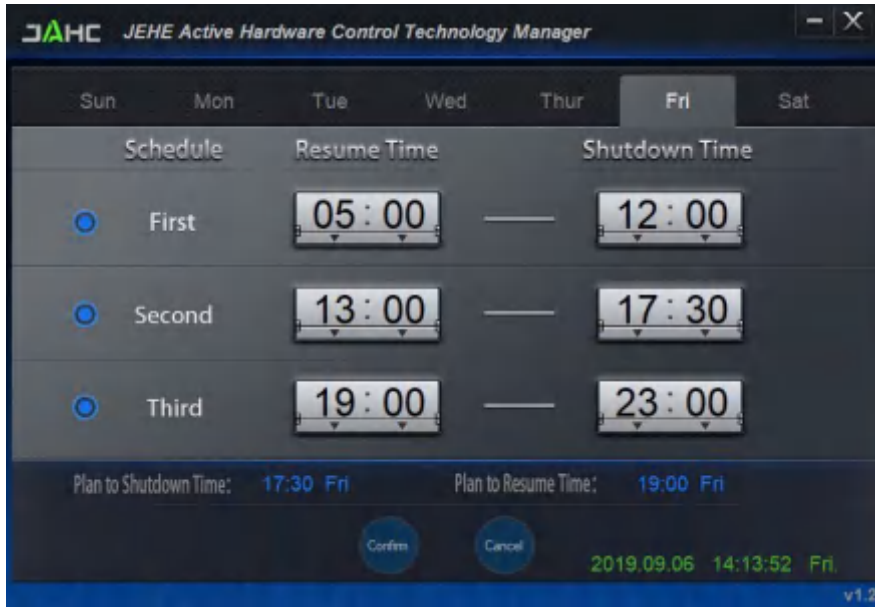 JAHC JEHE Active Hardware Control Technology Manager
Sun Mon Tue Wed Thur Fri Sat
Schedule Resume Time Shutdown Time
First 05:00 12:00
Second 13:00 17:30
Third 19:00 23:00
Plan to Shutdown Time: 17:30 Fri Plan to Resume Time: 19:00 Fri
Confirm Cancel
2019.09.06 14:13:52 Fri.
v1.2